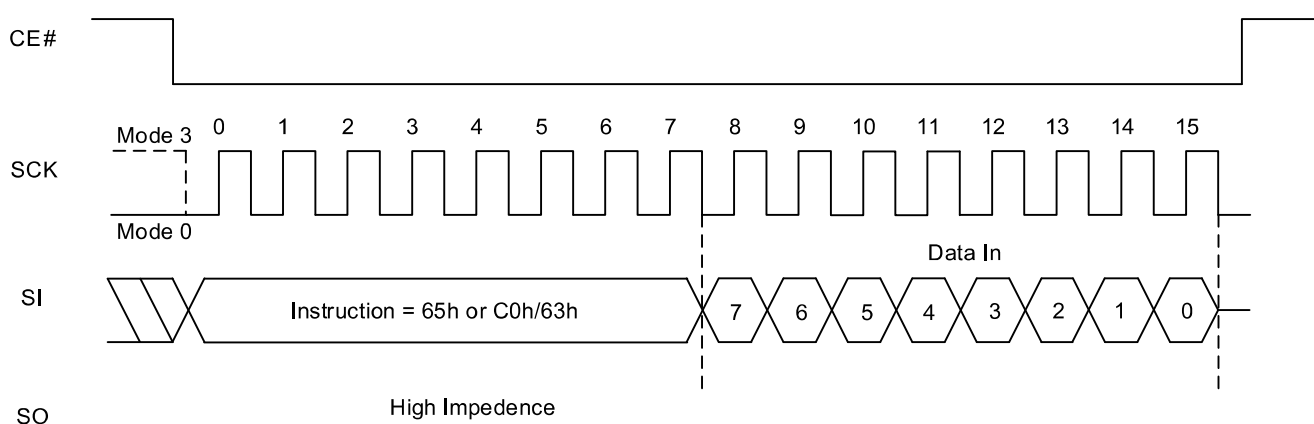 CE#
Mode 3
0 1 2 3 4 5 6 7 8 9 10 11 12 13 14 15
SCK
Mode 0
Data In
SI
Instruction = 65h or C0h/63h
7 6 5 4 3 2 1 0
High Impedence
SO